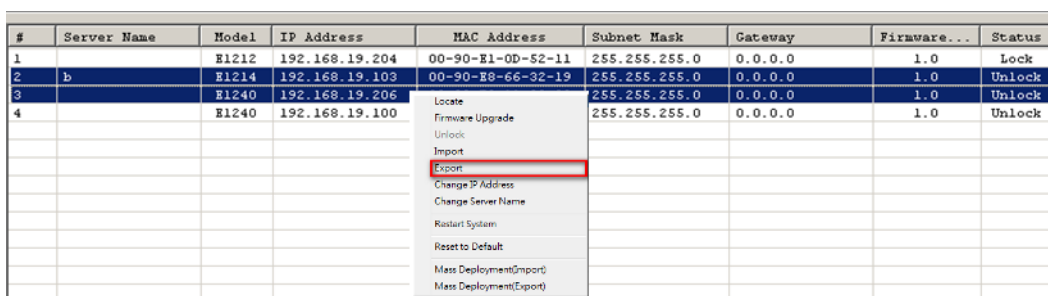 # Server Name Model IP Address MAC Address Subnet Mask Gateway Firmware... Status
1 E1212 192.168.19.204 00-90-E1-0D-52-11 255.255.255.0 0.0.0.0 1.0 Lock
2 b E1214 192.168.19.103 00-90-E8-66-32-19 255.255.255.0 0.0.0.0 1.0 Unlock
3 E1240 192.168.19.206 255.255.255.0 0.0.0.0 1.0 Unlock
4 E1240 192.168.19.100 255.255.255.0 0.0.0.0 1.0 Unlock
Locate
Firmware Upgrade
Unlock
Import
Export
Change IP Address
Change Server Name
Restart System
Reset to Default
Mass Deployment(Import)
Mass Deployment(Export)